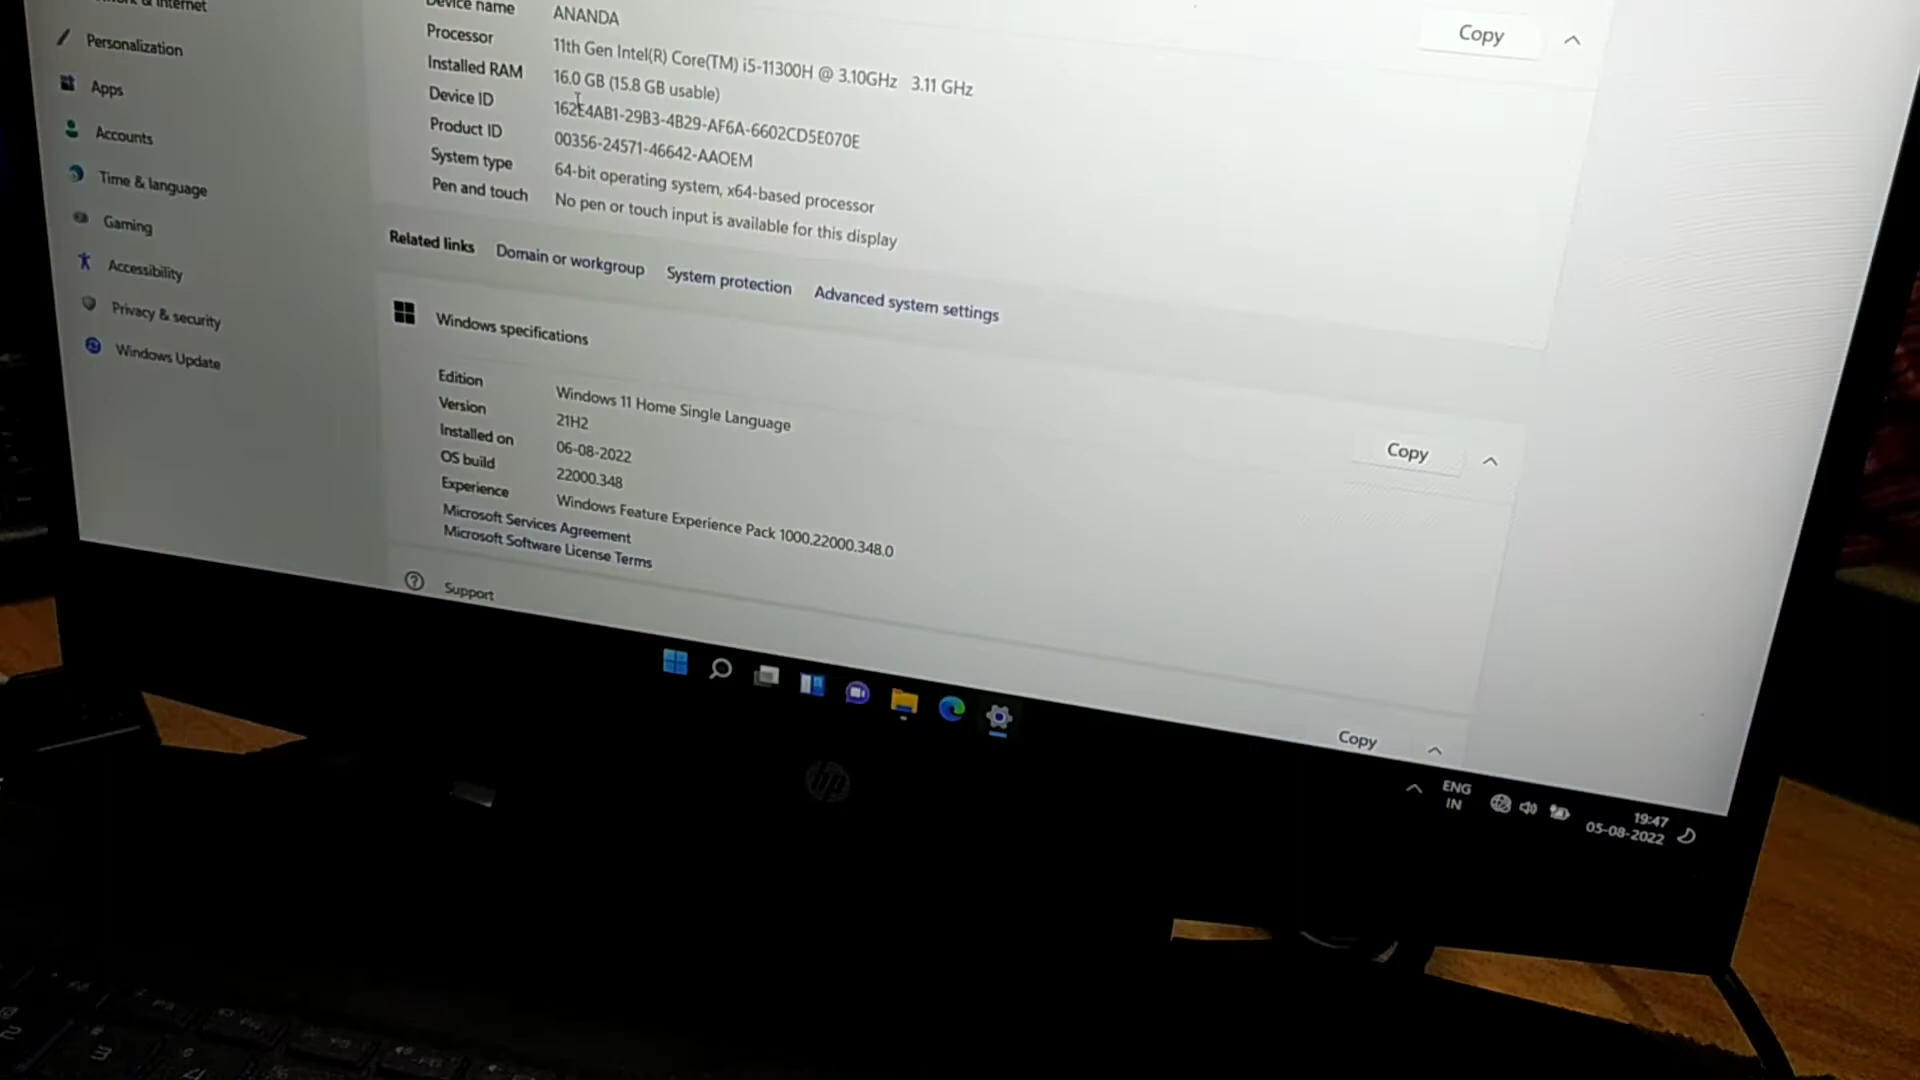 Device name ANANDA
Processor 11th Gen Intel(R) Core(TM) i5-11300H @ 3.10GHz 3.11 GHz
Installed RAM 16.0 GB (15.8 GB usable)
Device ID 162E4AB1-29B3-4B29-AF6A-6602CD5E070E
Product ID 00356-24571-46642-AAOEM
System type 64-bit operating system, x64-based processor
Pen and touch No pen or touch input is available for this display
Copy
& internet
Personalization
Apps
Accounts
Time & language
Gaming
Accessibility
Privacy & security
Windows Update
Related links Domain or workgroup System protection Advanced system settings
Windows specifications
Copy
Edition Windows 11 Home Single Language
Version 21H2
Installed on 06-08-2022
OS build 22000.348
Experience Windows Feature Experience Pack 1000.22000.348.0
Microsoft Services Agreement
Microsoft Software License Terms
Support
Copy
ENG
IN
19:47
05-08-2022
hp
3
4